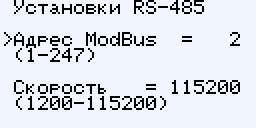 Установки RS-485
>Адрес ModBus = 2
(1-247)
Скорость = 115200
(1200-115200)